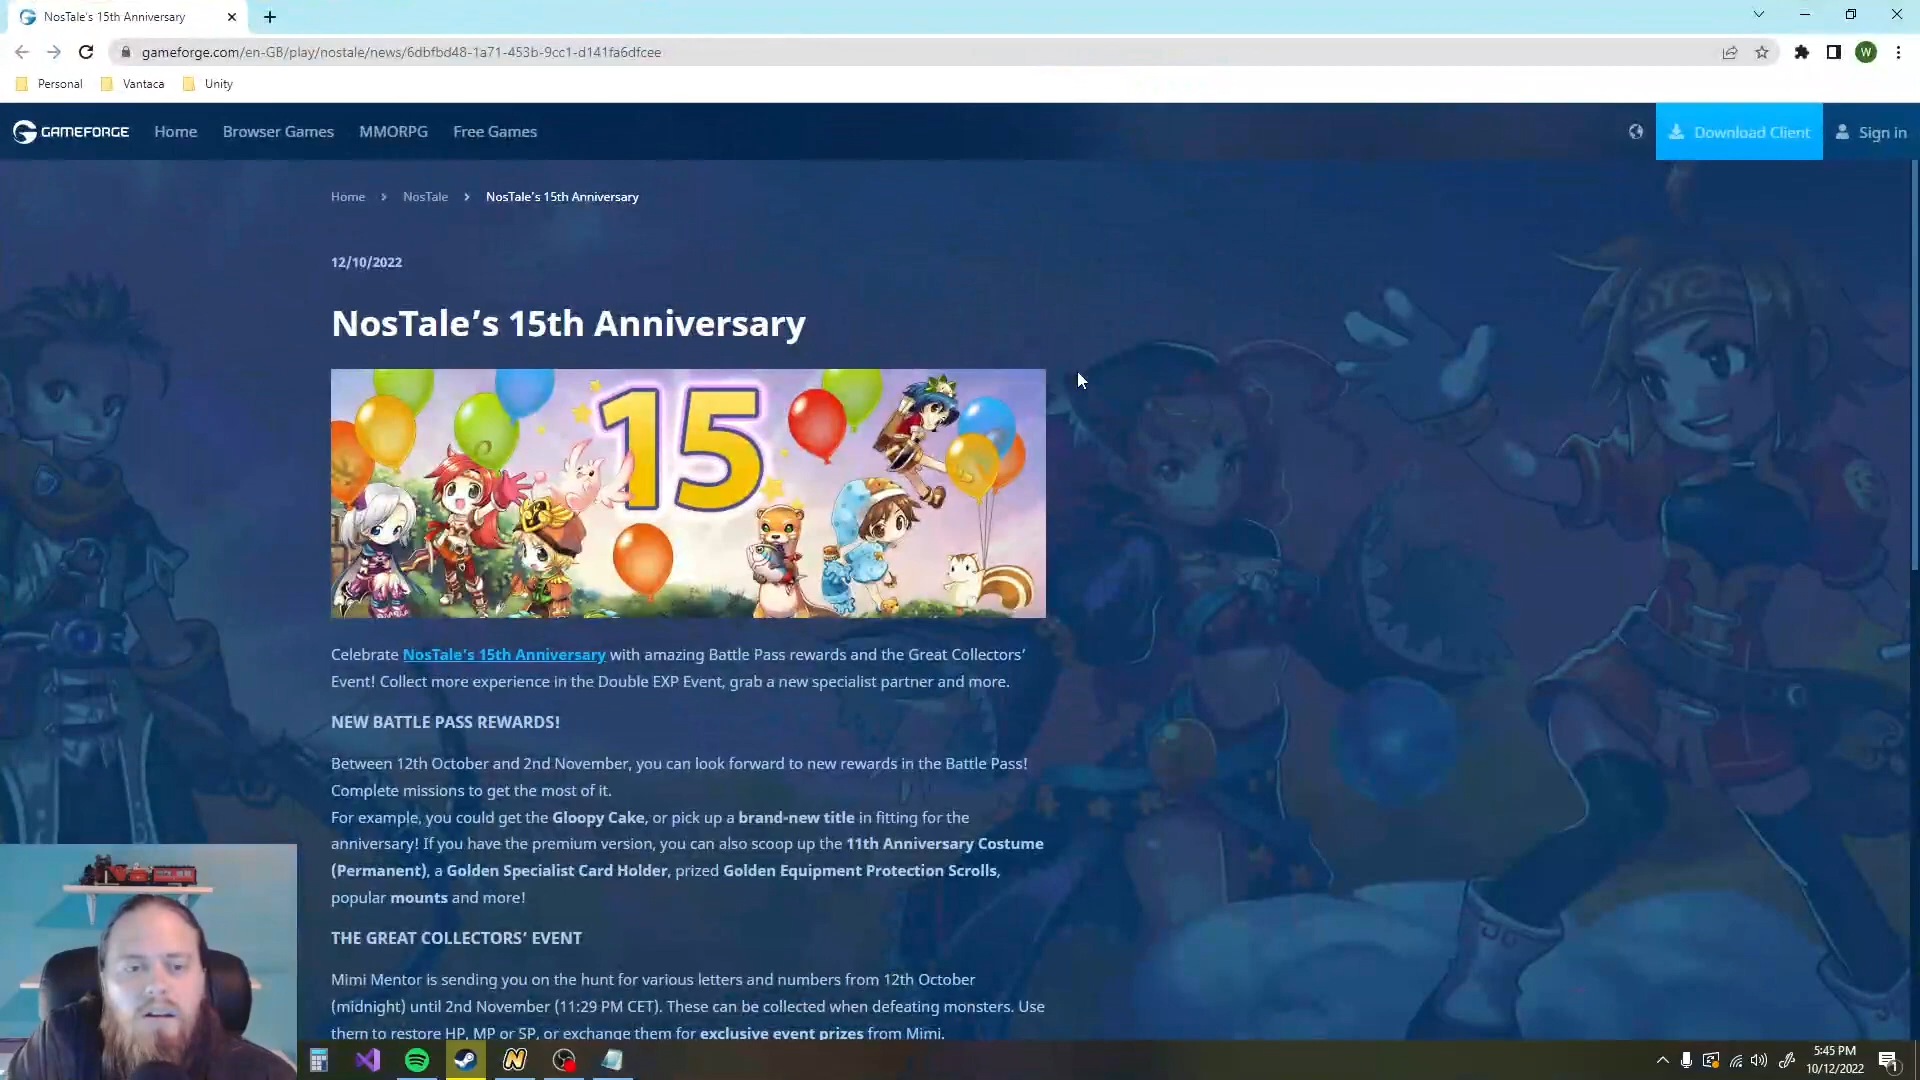 NosTale's 15th Anniversary
gameforge.com/en-GB/play/nostale/news/6dbfbd48-1a71-453b-9cc1-d141fa6dfcee
W
Personal
Vantaca
Unity
GAMEFORGE
Home
Browser Games
MMORPG
Free Games
Download Client
Sign in
Home > NosTale > NosTale's 15th Anniversary
12/10/2022
NosTale's 15th Anniversary
15
Celebrate NosTale's 15th Anniversary with amazing Battle Pass rewards and the Great Collectors'
Event! Collect more experience in the Double EXP Event, grab a new specialist partner and more.
NEW BATTLE PASS REWARDS!
Between 12th October and 2nd November, you can look forward to new rewards in the Battle Pass!
Complete missions to get the most of it.
For example, you could get the Gloopy Cake, or pick up a brand-new title in fitting for the
anniversary! If you have the premium version, you can also scoop up the 11th Anniversary Costume
(Permanent), a Golden Specialist Card Holder, prized Golden Equipment Protection Scrolls,
popular mounts and more!
THE GREAT COLLECTORS' EVENT
Mimi Mentor is sending you on the hunt for various letters and numbers from 12th October
(midnight) until 2nd November (11:29 PM CET). These can be collected when defeating monsters. Use
them to restore HP, MP or SP, or exchange them for exclusive event prizes from Mimi.
N
5:45 PM
10/12/2022
1